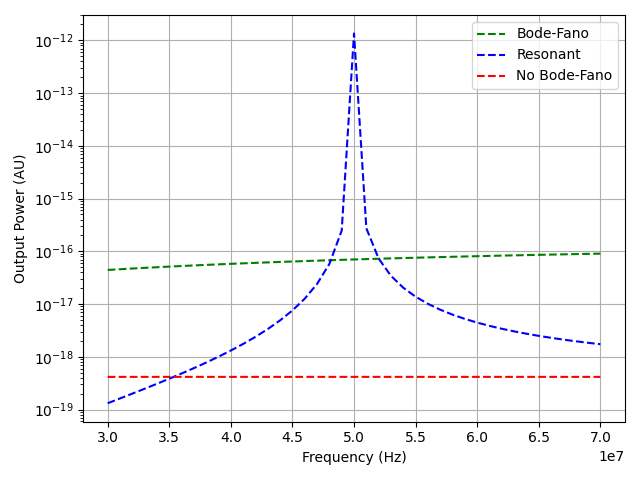 Bode-Fano
Resonant
No Bode-Fano
Output Power (AU)
10⁻¹²
10⁻¹³
10⁻¹⁴
10⁻¹⁵
10⁻¹⁶
10⁻¹⁷
10⁻¹⁸
10⁻¹⁹
3.0 3.5 4.0 4.5 5.0 5.5 6.0 6.5 7.0
Frequency (Hz)
1e7